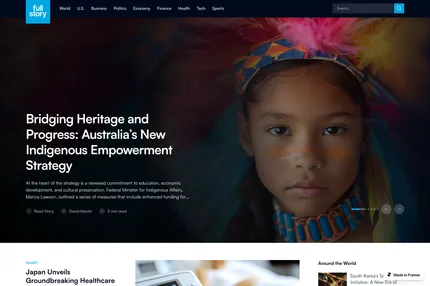 full
story
World U.S. Business Politics Economy Finance Health Tech Sports
Search...
Bridging Heritage and
Progress: Australia's New
Indigenous Empowerment
Strategy
At the heart of the strategy is a renewed commitment to education, economic
development, and cultural preservation. Federal Minister for Indigenous Affairs,
Marcia Lawson, outlined a series of measures that include enhanced funding for...
Read Story David Martin 3 min read
Health
Japan Unveils
Groundbreaking Healthcare
Around the World
South Korea's
Initiative: A New Era of
Made in Framer